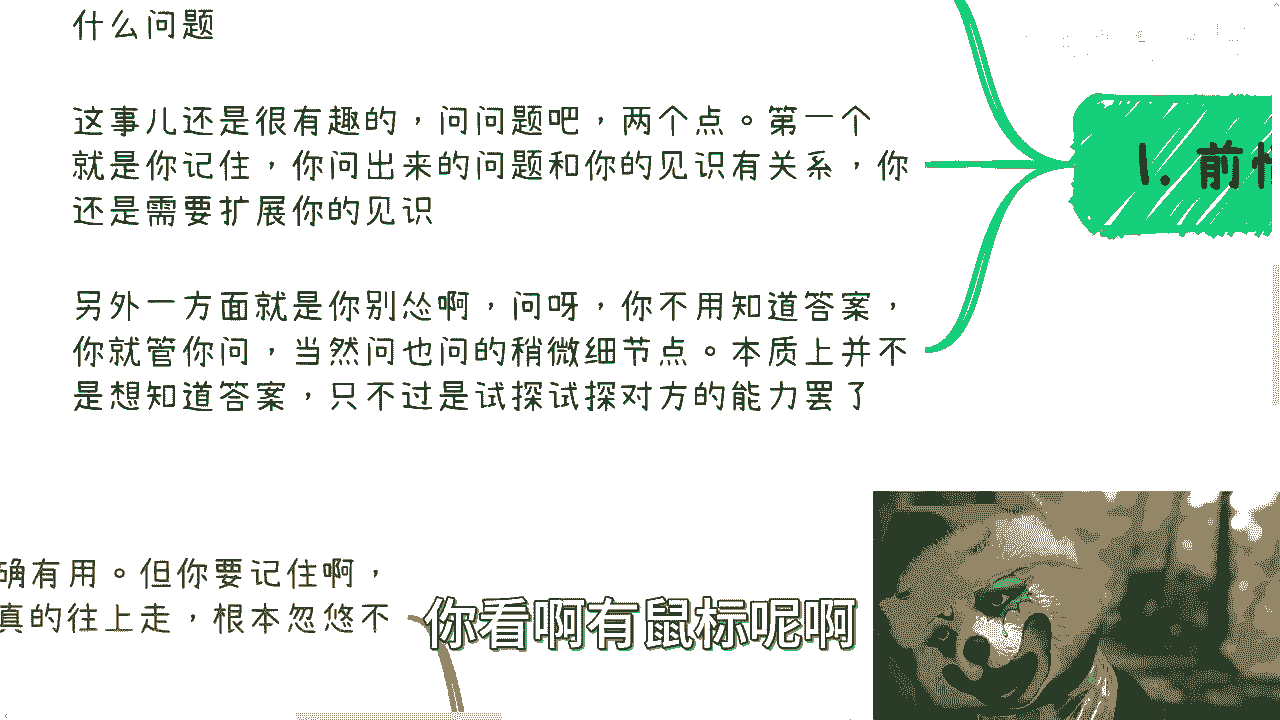 什么问题
这事儿还是很有趣的，问问题吧，两个点。第一个
就是你记住，你问出来的问题和你的见识有关系，你
还是需要扩展你的见识
1. 前
另外一方面就是你别怂啊，问呀，你不用知道答案，
你就管你问，当然问也问的稍微细节点。本质上并不
是想知道答案，只不过是试探试探对方的能力罢了
确有用。但你要记住啊，
真的往上走，根本忽悠不
你看啊有鼠标呢啊